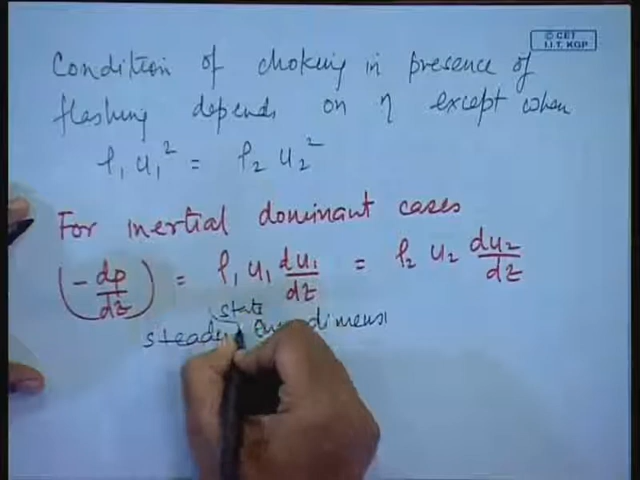 © CET
I.I.T. KGP
Condition of choking in presence of
flashing depends on η except when
ρ₁ u₁² = ρ₂ u₂²
For inertial dominant cases
(-dp/dz) = ρ₁ u₁ du₁/dz = ρ₂ u₂ du₂/dz
state
steady dimensi